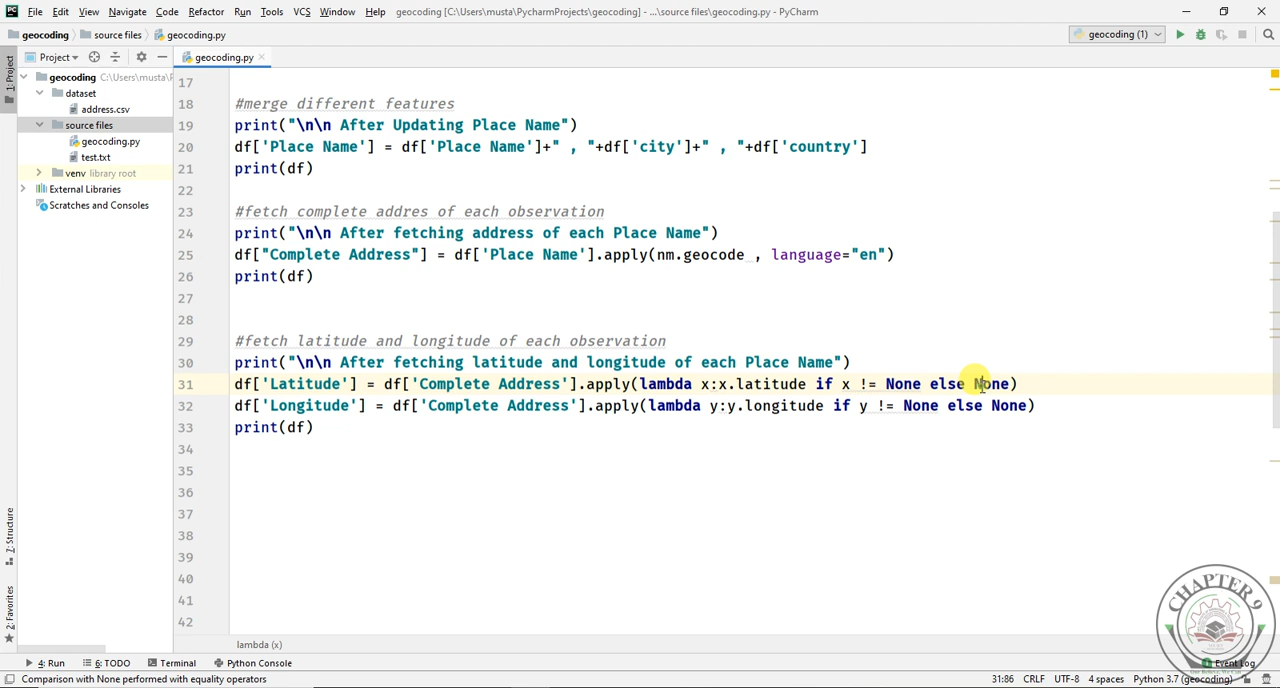 File Edit View Navigate Code Refactor Run Tools VCS Window Help geocoding [C:\Users\musta\PycharmProjects\geocoding] - ...\source files\geocoding.py - PyCharm
geocoding source files geocoding.py geocoding (1)
1: Project
Project
geocoding.py
geocoding C:\Users\musta\
dataset
address.csv
source files
geocoding.py
test.txt
venv library root
External Libraries
Scratches and Consoles
17
18 #merge different features
19 print("\n\n After Updating Place Name")
20 df['Place Name'] = df['Place Name']+" , "+df['city']+" , "+df['country']
21 print(df)
22
23 #fetch complete addres of each observation
24 print("\n\n After fetching address of each Place Name")
25 df["Complete Address"] = df['Place Name'].apply(nm.geocode , language="en")
26 print(df)
27
28
29 #fetch latitude and longitude of each observation
30 print("\n\n After fetching latitude and longitude of each Place Name")
31 df['Latitude'] = df['Complete Address'].apply(lambda x:x.latitude if x != None else None)
32 df['Longitude'] = df['Complete Address'].apply(lambda y:y.longitude if y != None else None)
33 print(df)
34
35
36
37
38
39
40
41
42
7: Structure
2: Favorites
lambda (x)
4: Run 6: TODO Terminal Python Console Event Log
Comparison with None performed with equality operators 31:86 CRLF UTF-8 4 spaces Python 3.7 (geocoding)
CHAPTER 9